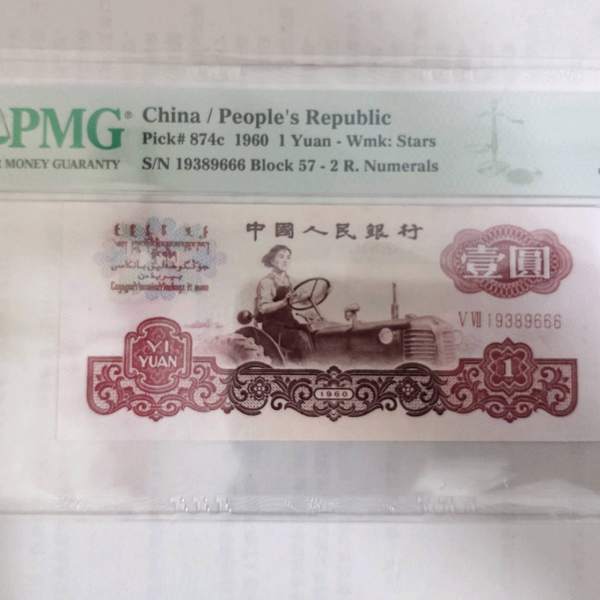 PMG®
MONEY GUARANTY
China / People's Republic
Pick# 874c 1960 1 Yuan - Wmk: Stars
S/N 19389666 Block 57 - 2 R. Numerals
中國人民銀行
壹圓
V VII 19389666
YI
YUAN
1960
1